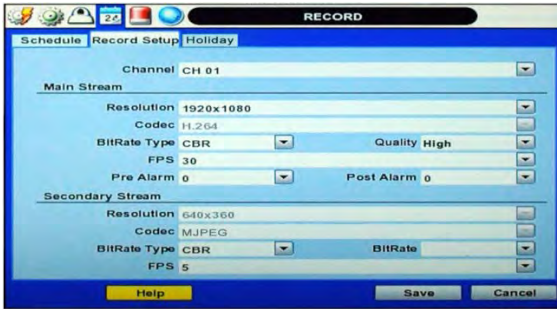 RECORD
Schedule Record Setup Holiday
Channel CH 01
Main Stream
Resolution 1920x1080
Codec H.264
BitRate Type CBR Quality High
FPS 30
Pre Alarm 0 Post Alarm 0
Secondary Stream
Resolution 640x360
Codec MJPEG
BitRate Type CBR BitRate
FPS 5
Help Save Cancel